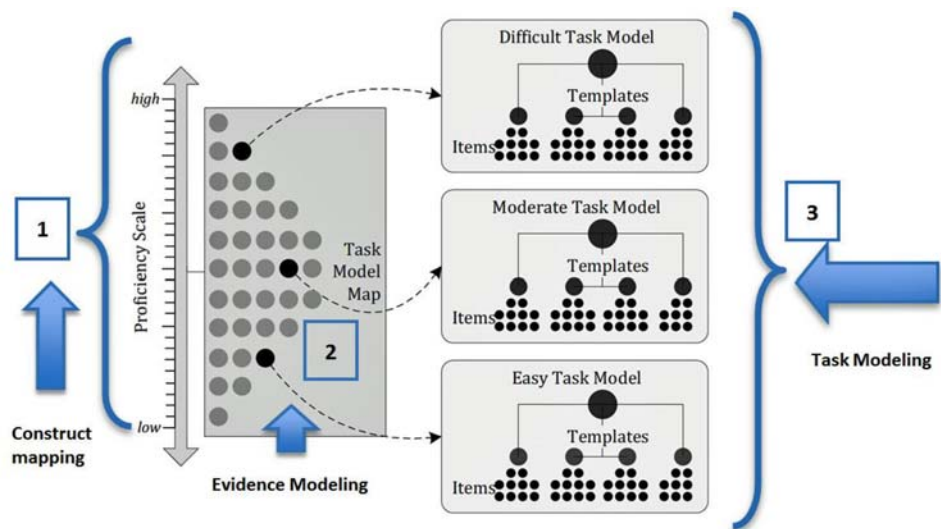 1
Construct
mapping
Proficiency Scale
high
low
Task
Model
Map
2
Evidence Modeling
Difficult Task Model
Templates
Items
Moderate Task Model
Templates
Items
Easy Task Model
Templates
Items
3
Task Modeling